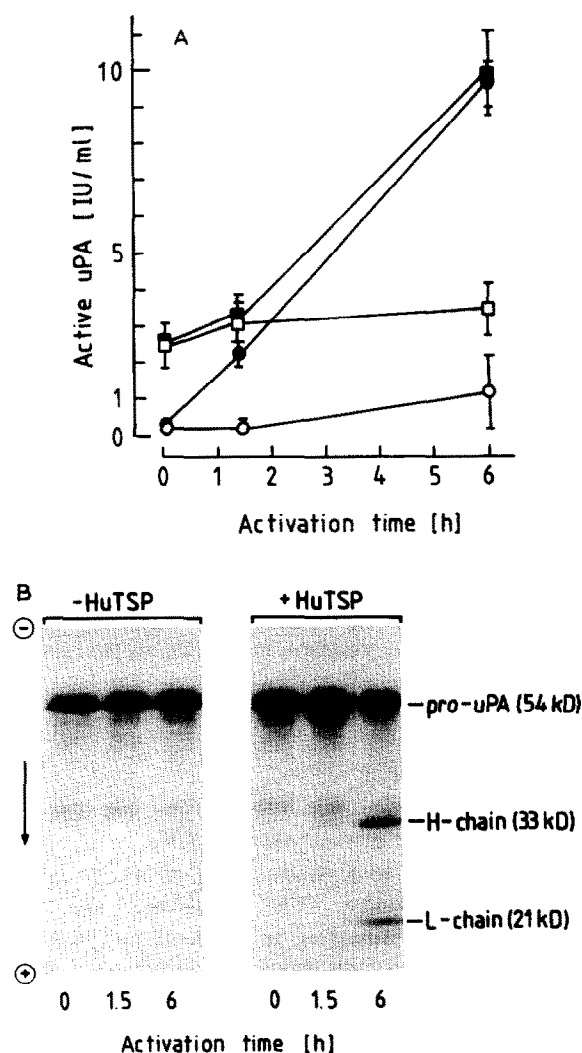 A
10
5
1
0
Active uPA [IU/ml]
0 1 2 3 4 5 6
Activation time [h]
B
-HuTSP +HuTSP
−
pro-uPA (54 kD)
H-chain (33 kD)
L-chain (21 kD)
+
0 1.5 6 0 1.5 6
Activation time [h]